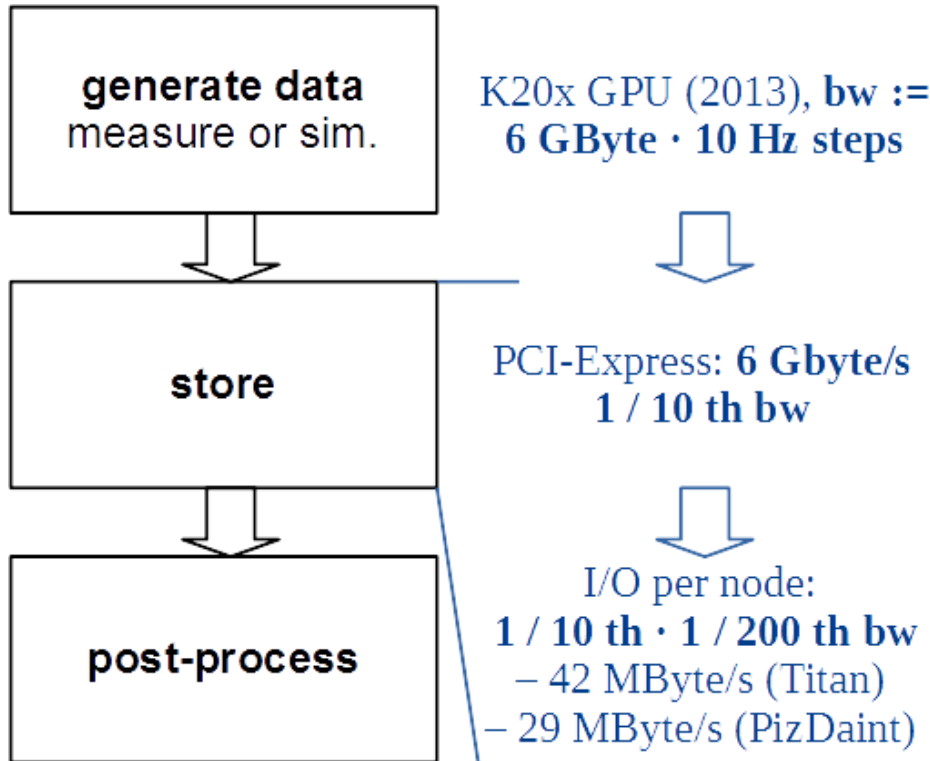 generate data
measure or sim.
K20x GPU (2013), bw :=
6 GByte · 10 Hz steps
store
PCI-Express: 6 Gbyte/s
1 / 10 th bw
post-process
I/O per node:
1 / 10 th · 1 / 200 th bw
– 42 MByte/s (Titan)
– 29 MByte/s (PizDaint)